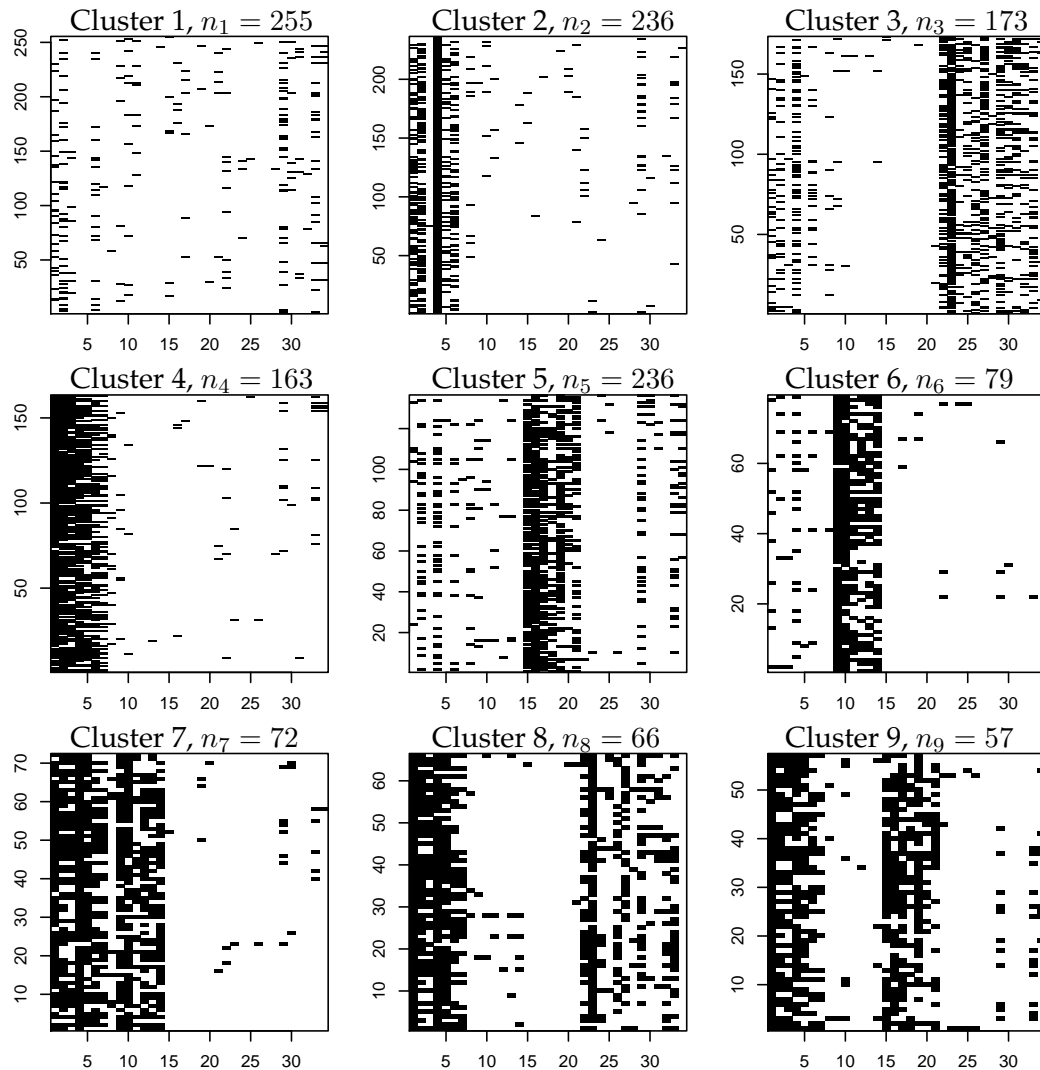 Cluster 1, n₁ = 255
250
200
150
100
50
5 10 15 20 25 30
Cluster 2, n₂ = 236
200
150
100
50
5 10 15 20 25 30
Cluster 3, n₃ = 173
150
100
50
5 10 15 20 25 30
Cluster 4, n₄ = 163
150
100
50
5 10 15 20 25 30
Cluster 5, n₅ = 236
120
100
80
60
40
20
5 10 15 20 25 30
Cluster 6, n₆ = 79
60
40
20
5 10 15 20 25 30
Cluster 7, n₇ = 72
70
60
50
40
30
20
10
5 10 15 20 25 30
Cluster 8, n₈ = 66
60
50
40
30
20
10
5 10 15 20 25 30
Cluster 9, n₉ = 57
50
40
30
20
10
5 10 15 20 25 30